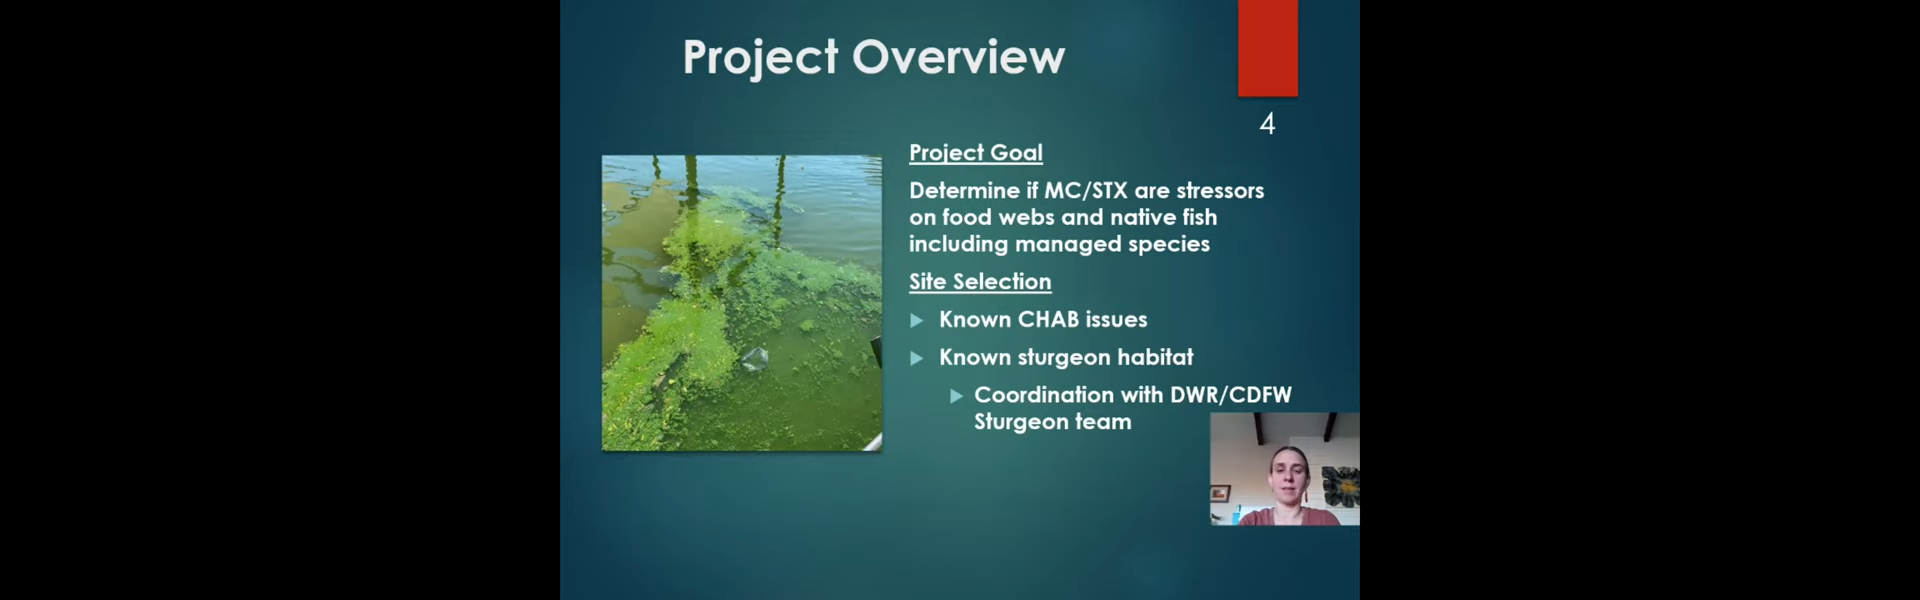 Project Overview
4
Project Goal
Determine if MC/STX are stressors
on food webs and native fish
including managed species
Site Selection
Known CHAB issues
Known sturgeon habitat
Coordination with DWR/CDFW
Sturgeon team